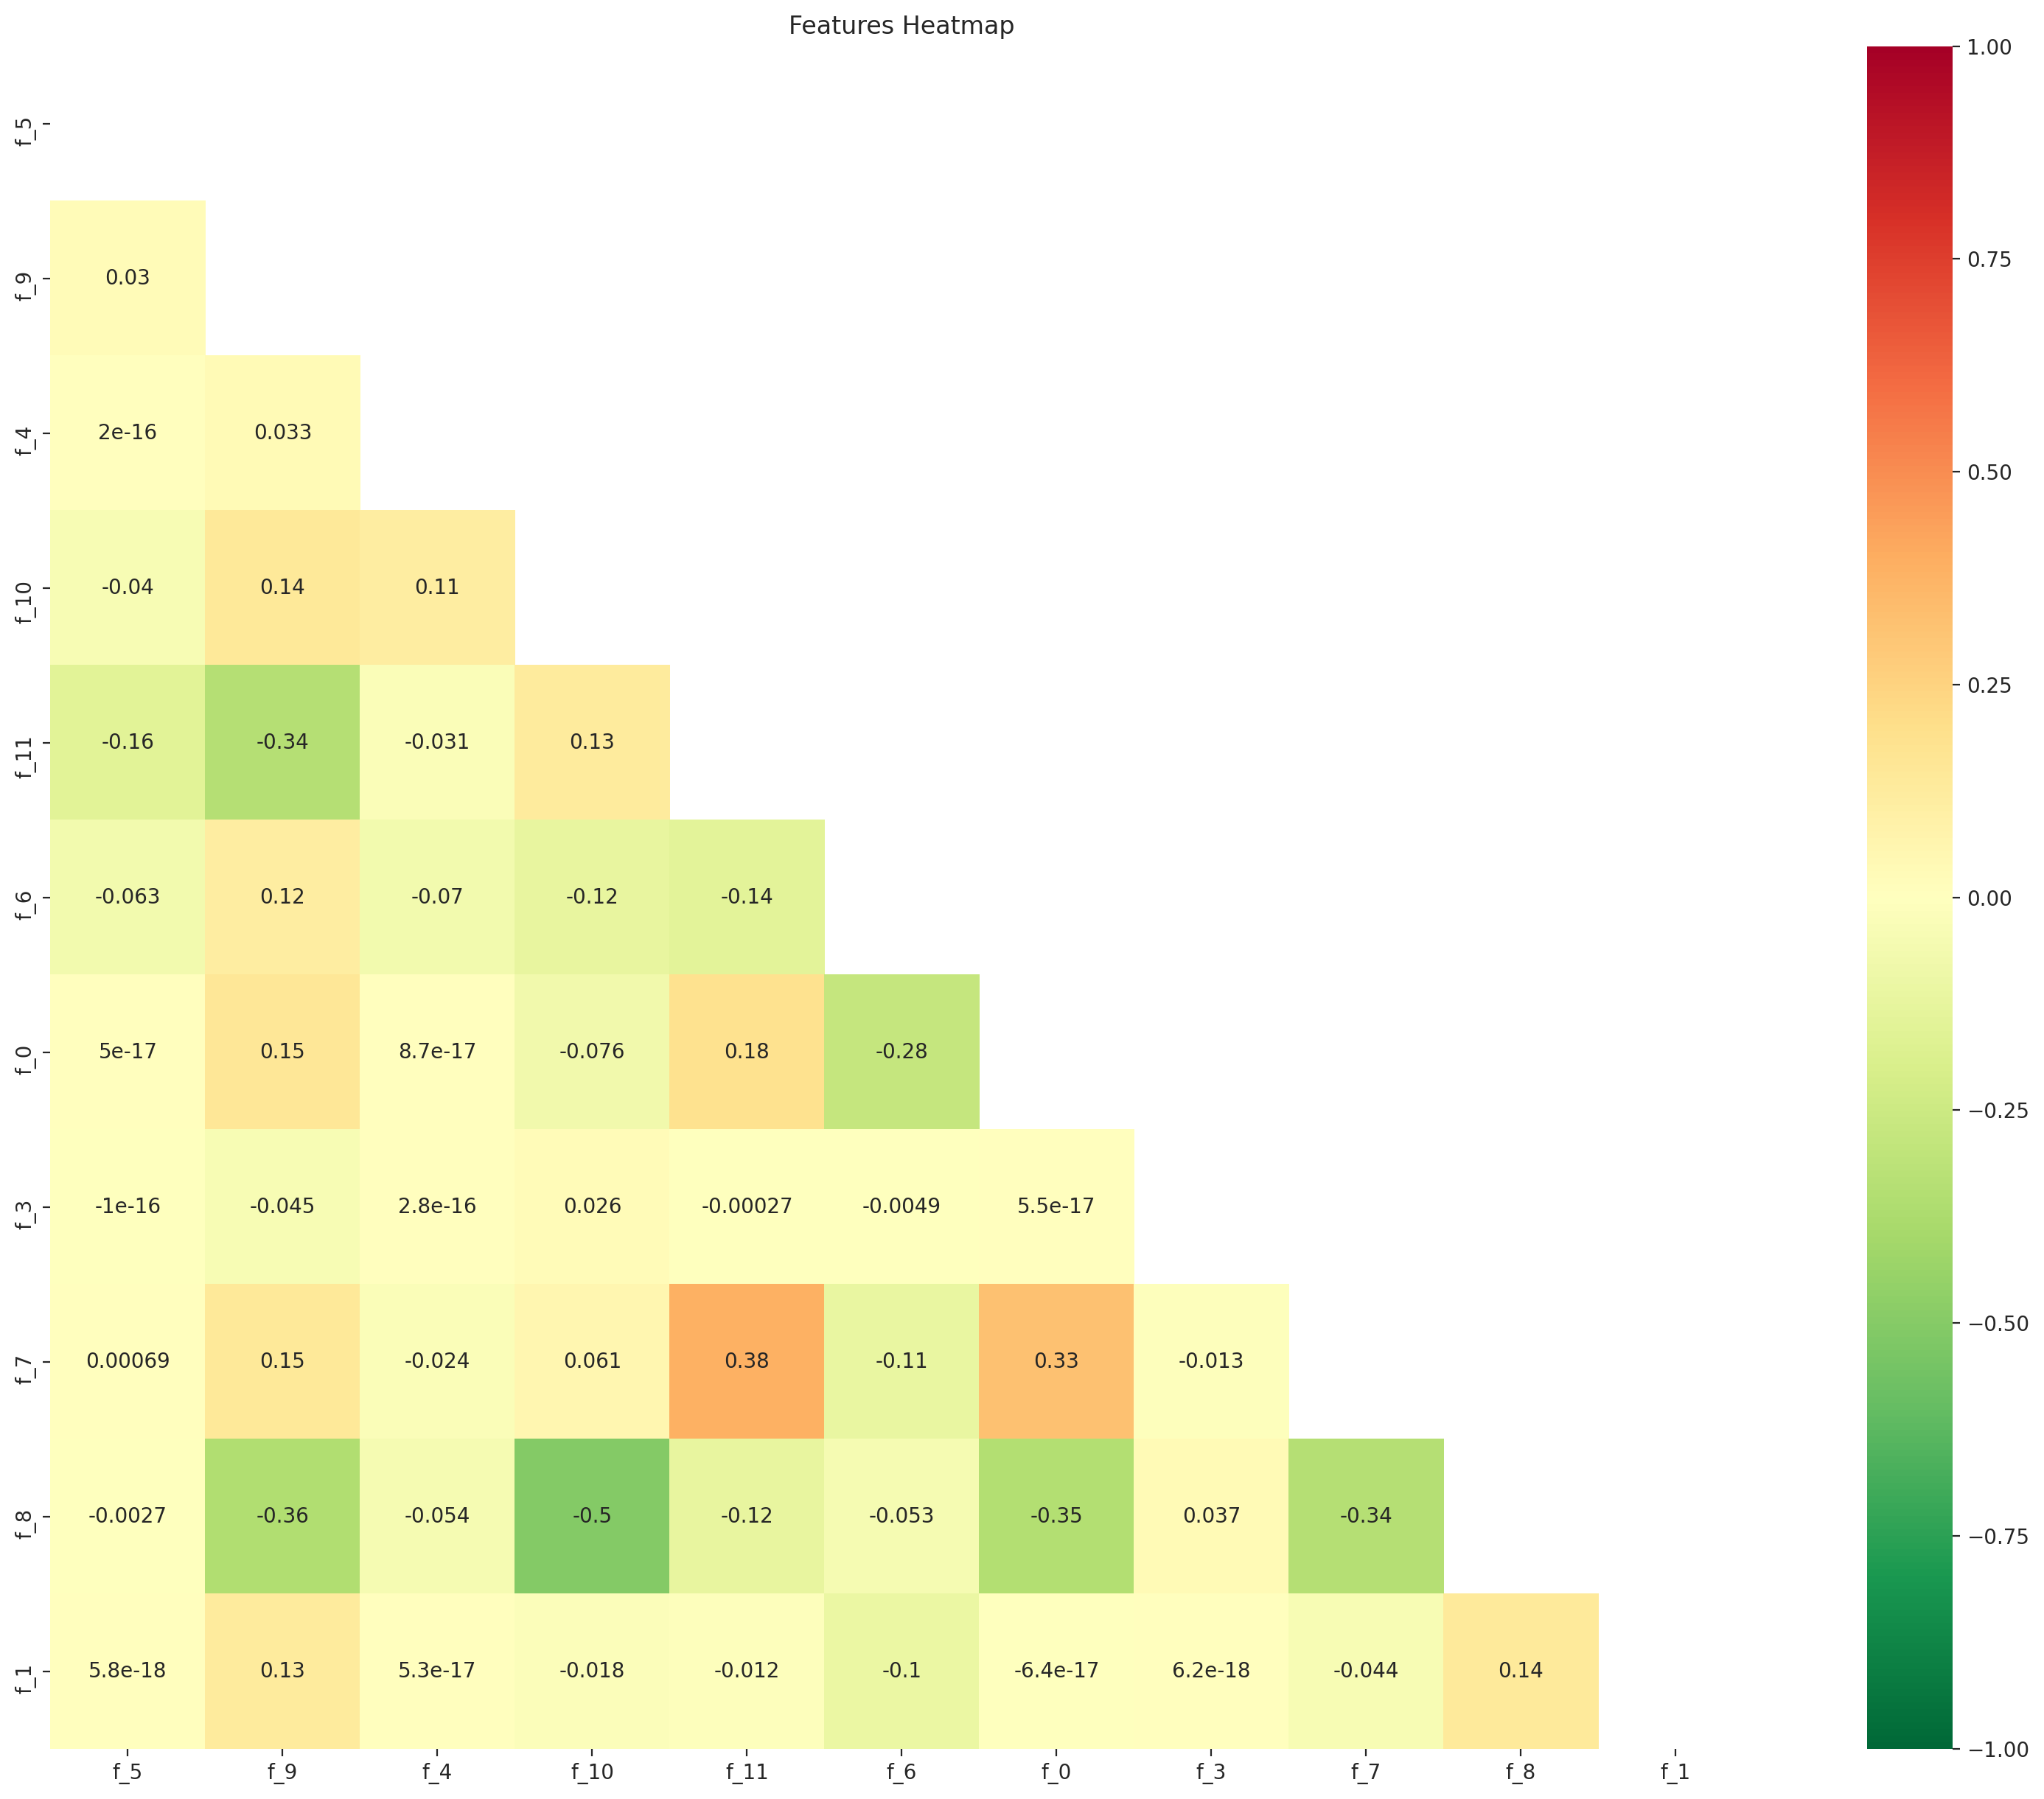 Features Heatmap
f_5
f_9 0.03
f_4 2e-16 0.033
f_10 -0.04 0.14 0.11
f_11 -0.16 -0.34 -0.031 0.13
f_6 -0.063 0.12 -0.07 -0.12 -0.14
f_0 5e-17 0.15 8.7e-17 -0.076 0.18 -0.28
f_3 -1e-16 -0.045 2.8e-16 0.026 -0.00027 -0.0049 5.5e-17
f_7 0.00069 0.15 -0.024 0.061 0.38 -0.11 0.33 -0.013
f_8 -0.0027 -0.36 -0.054 -0.5 -0.12 -0.053 -0.35 0.037 -0.34
f_1 5.8e-18 0.13 5.3e-17 -0.018 -0.012 -0.1 -6.4e-17 6.2e-18 -0.044 0.14
f_5 f_9 f_4 f_10 f_11 f_6 f_0 f_3 f_7 f_8 f_1
1.00
0.75
0.50
0.25
0.00
−0.25
−0.50
−0.75
−1.00